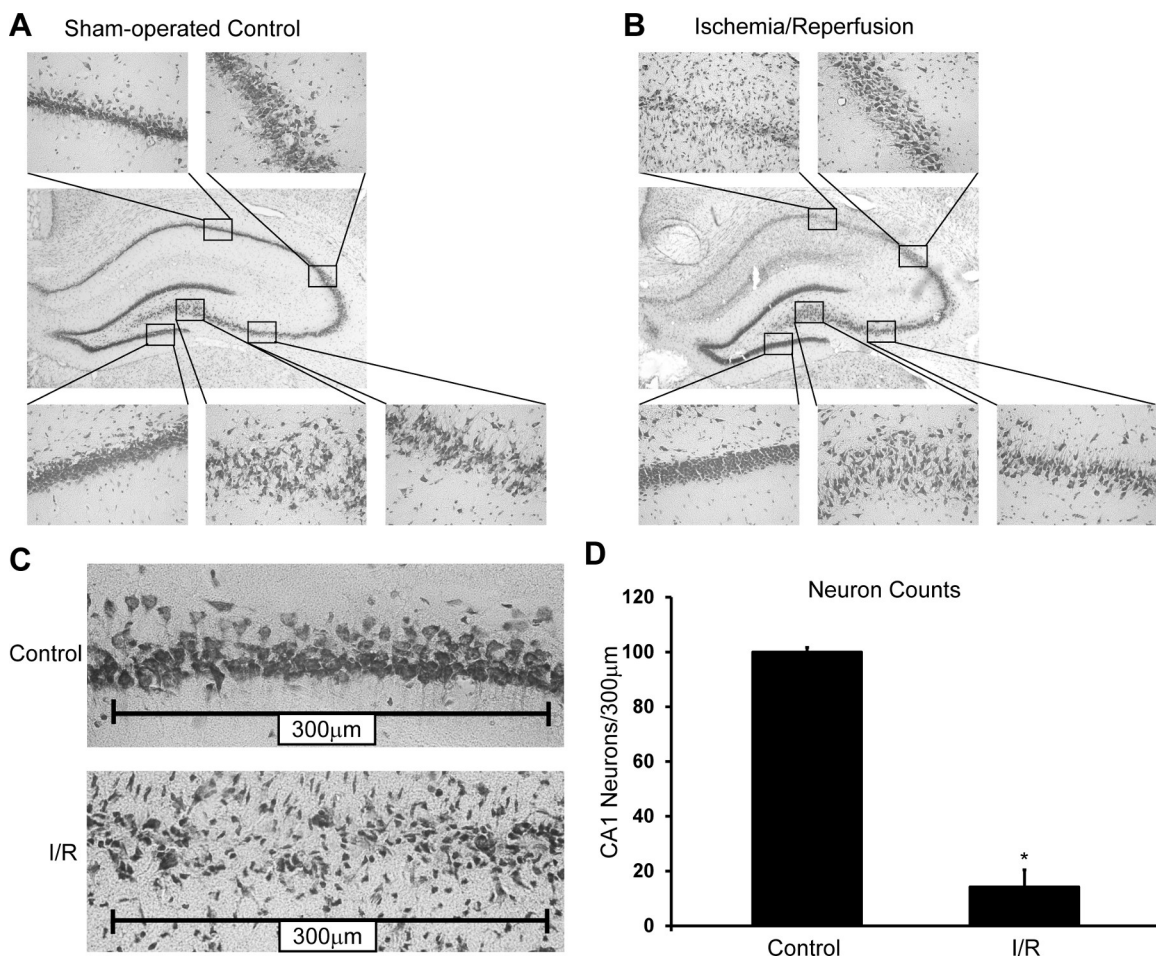 A
Sham-operated Control
B
Ischemia/Reperfusion
C
Control
300μm
I/R
300μm
D
Neuron Counts
CA1 Neurons/300μm
120
100
80
60
40
20
0
*
Control
I/R